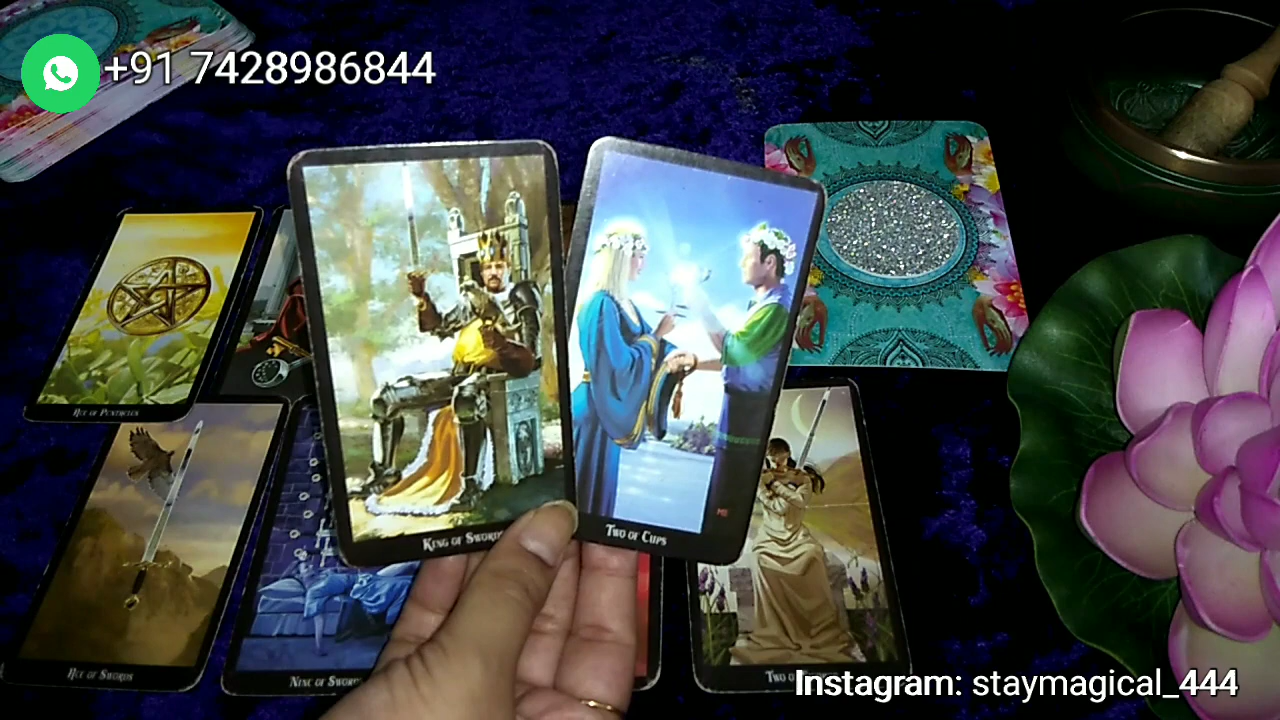 +91 7428986844
KING OF SWORDS
TWO OF CUPS
ACE OF PENTACLES
ACE OF SWORDS
NINE OF SWORDS
TWO O
Instagram: staymagical_444